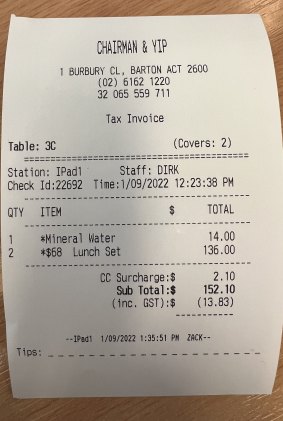 CHAIRMAN & YIP
1 BURBURY CL, BARTON ACT 2600
(02) 6162 1220
32 065 559 711
Tax Invoice
Table: 3C (Covers: 2)
Station: IPad1 Staff: DIRK
Check Id:22692 Time:1/09/2022 12:23:38 PM
QTY ITEM $ TOTAL
1 *Mineral Water 14.00
2 *$68 Lunch Set 136.00
CC Surcharge:$ 2.10
Sub Total:$ 152.10
(inc. GST):$ (13.83)
--IPad1 1/09/2022 1:35:51 PM ZACK--
Tips: _ _ _ _ _ _ _ _ _ _ _ _ _ _ _ _ _ _ _